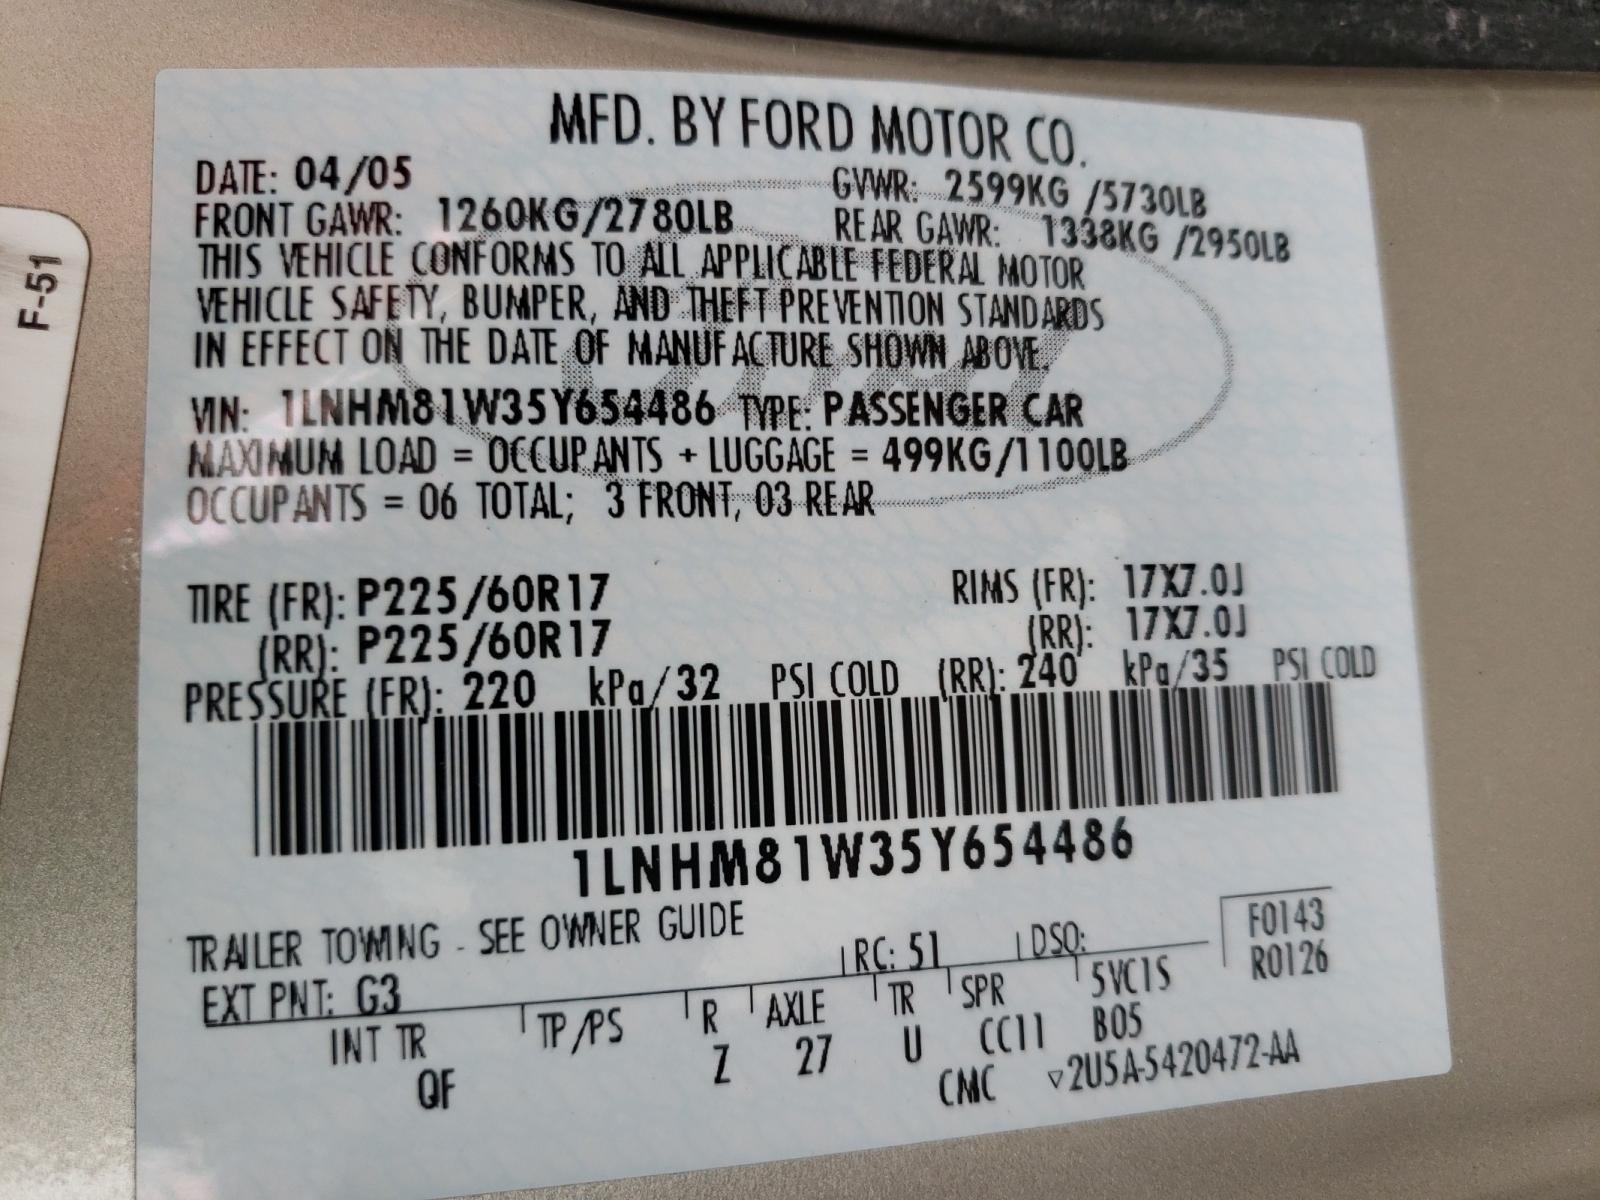 MFD. BY FORD MOTOR CO.
DATE: 04/05 GVWR: 2599KG /5730LB
FRONT GAWR: 1260KG/2780LB REAR GAWR: 1338KG /2950LB
THIS VEHICLE CONFORMS TO ALL APPLICABLE FEDERAL MOTOR
VEHICLE SAFETY, BUMPER, AND THEFT PREVENTION STANDARDS
IN EFFECT ON THE DATE OF MANUFACTURE SHOWN ABOVE.
VIN: 1LNHM81W35Y654486 TYPE: PASSENGER CAR
MAXIMUM LOAD = OCCUPANTS + LUGGAGE = 499KG/1100LB
OCCUPANTS = 06 TOTAL; 3 FRONT, 03 REAR
TIRE (FR): P225/60R17 RIMS (FR): 17X7.0J
(RR): P225/60R17 (RR): 17X7.0J
PRESSURE (FR): 220 kPa/32 PSI COLD (RR): 240 kPa/35 PSI COLD
1LNHM81W35Y654486
TRAILER TOWING - SEE OWNER GUIDE
EXT PNT: G3 RC: 51 DSO: F0143
R0126
INT TR TP/PS R AXLE TR SPR 5VC1S
QF Z 27 U CC11 B05
CMC ▽2U5A-5420472-AA
F-51